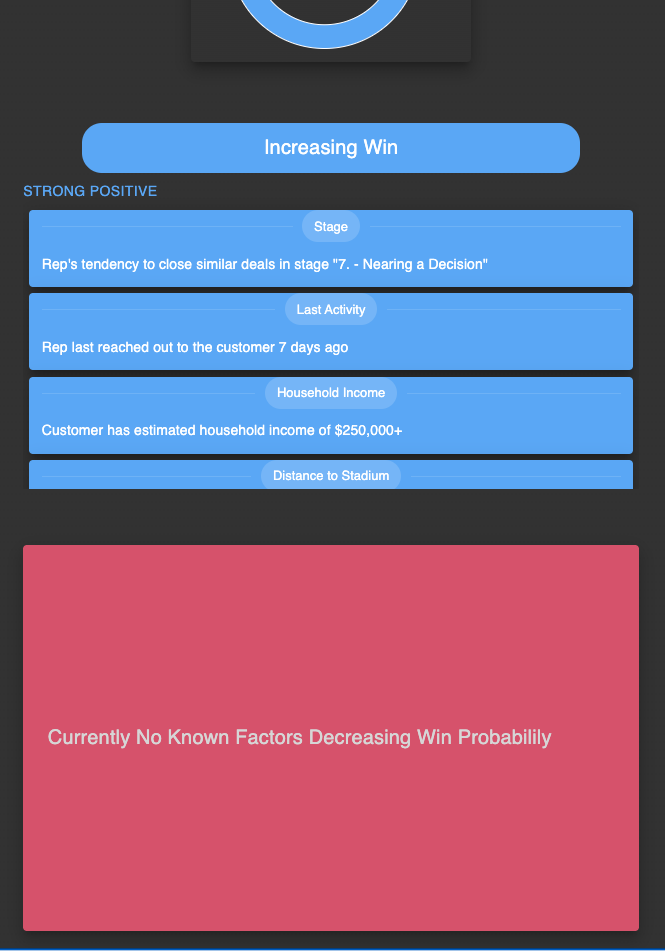 Increasing Win
STRONG POSITIVE
Stage
Rep's tendency to close similar deals in stage "7. - Nearing a Decision"
Last Activity
Rep last reached out to the customer 7 days ago
Household Income
Customer has estimated household income of $250,000+
Distance to Stadium
Currently No Known Factors Decreasing Win Probabilily